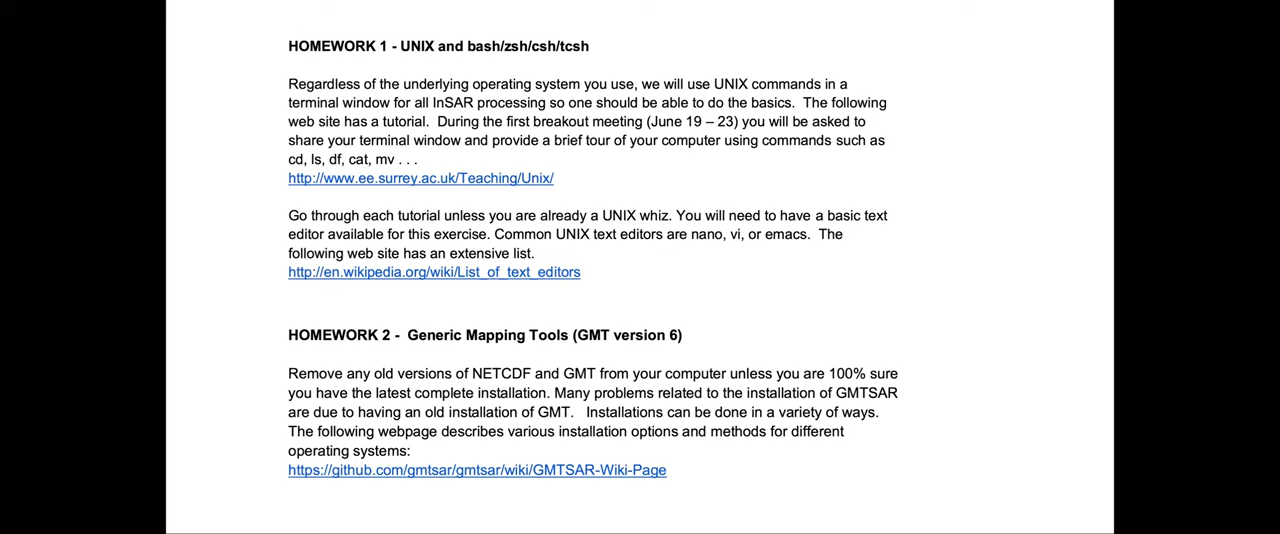 HOMEWORK 1 - UNIX and bash/zsh/csh/tcsh
Regardless of the underlying operating system you use, we will use UNIX commands in a
terminal window for all InSAR processing so one should be able to do the basics.  The following
web site has a tutorial.  During the first breakout meeting (June 19 – 23) you will be asked to
share your terminal window and provide a brief tour of your computer using commands such as
cd, ls, df, cat, mv . . .
http://www.ee.surrey.ac.uk/Teaching/Unix/
Go through each tutorial unless you are already a UNIX whiz. You will need to have a basic text
editor available for this exercise. Common UNIX text editors are nano, vi, or emacs.  The
following web site has an extensive list.
http://en.wikipedia.org/wiki/List_of_text_editors
HOMEWORK 2 -  Generic Mapping Tools (GMT version 6)
Remove any old versions of NETCDF and GMT from your computer unless you are 100% sure
you have the latest complete installation. Many problems related to the installation of GMTSAR
are due to having an old installation of GMT.   Installations can be done in a variety of ways.
The following webpage describes various installation options and methods for different
operating systems:
https://github.com/gmtsar/gmtsar/wiki/GMTSAR-Wiki-Page